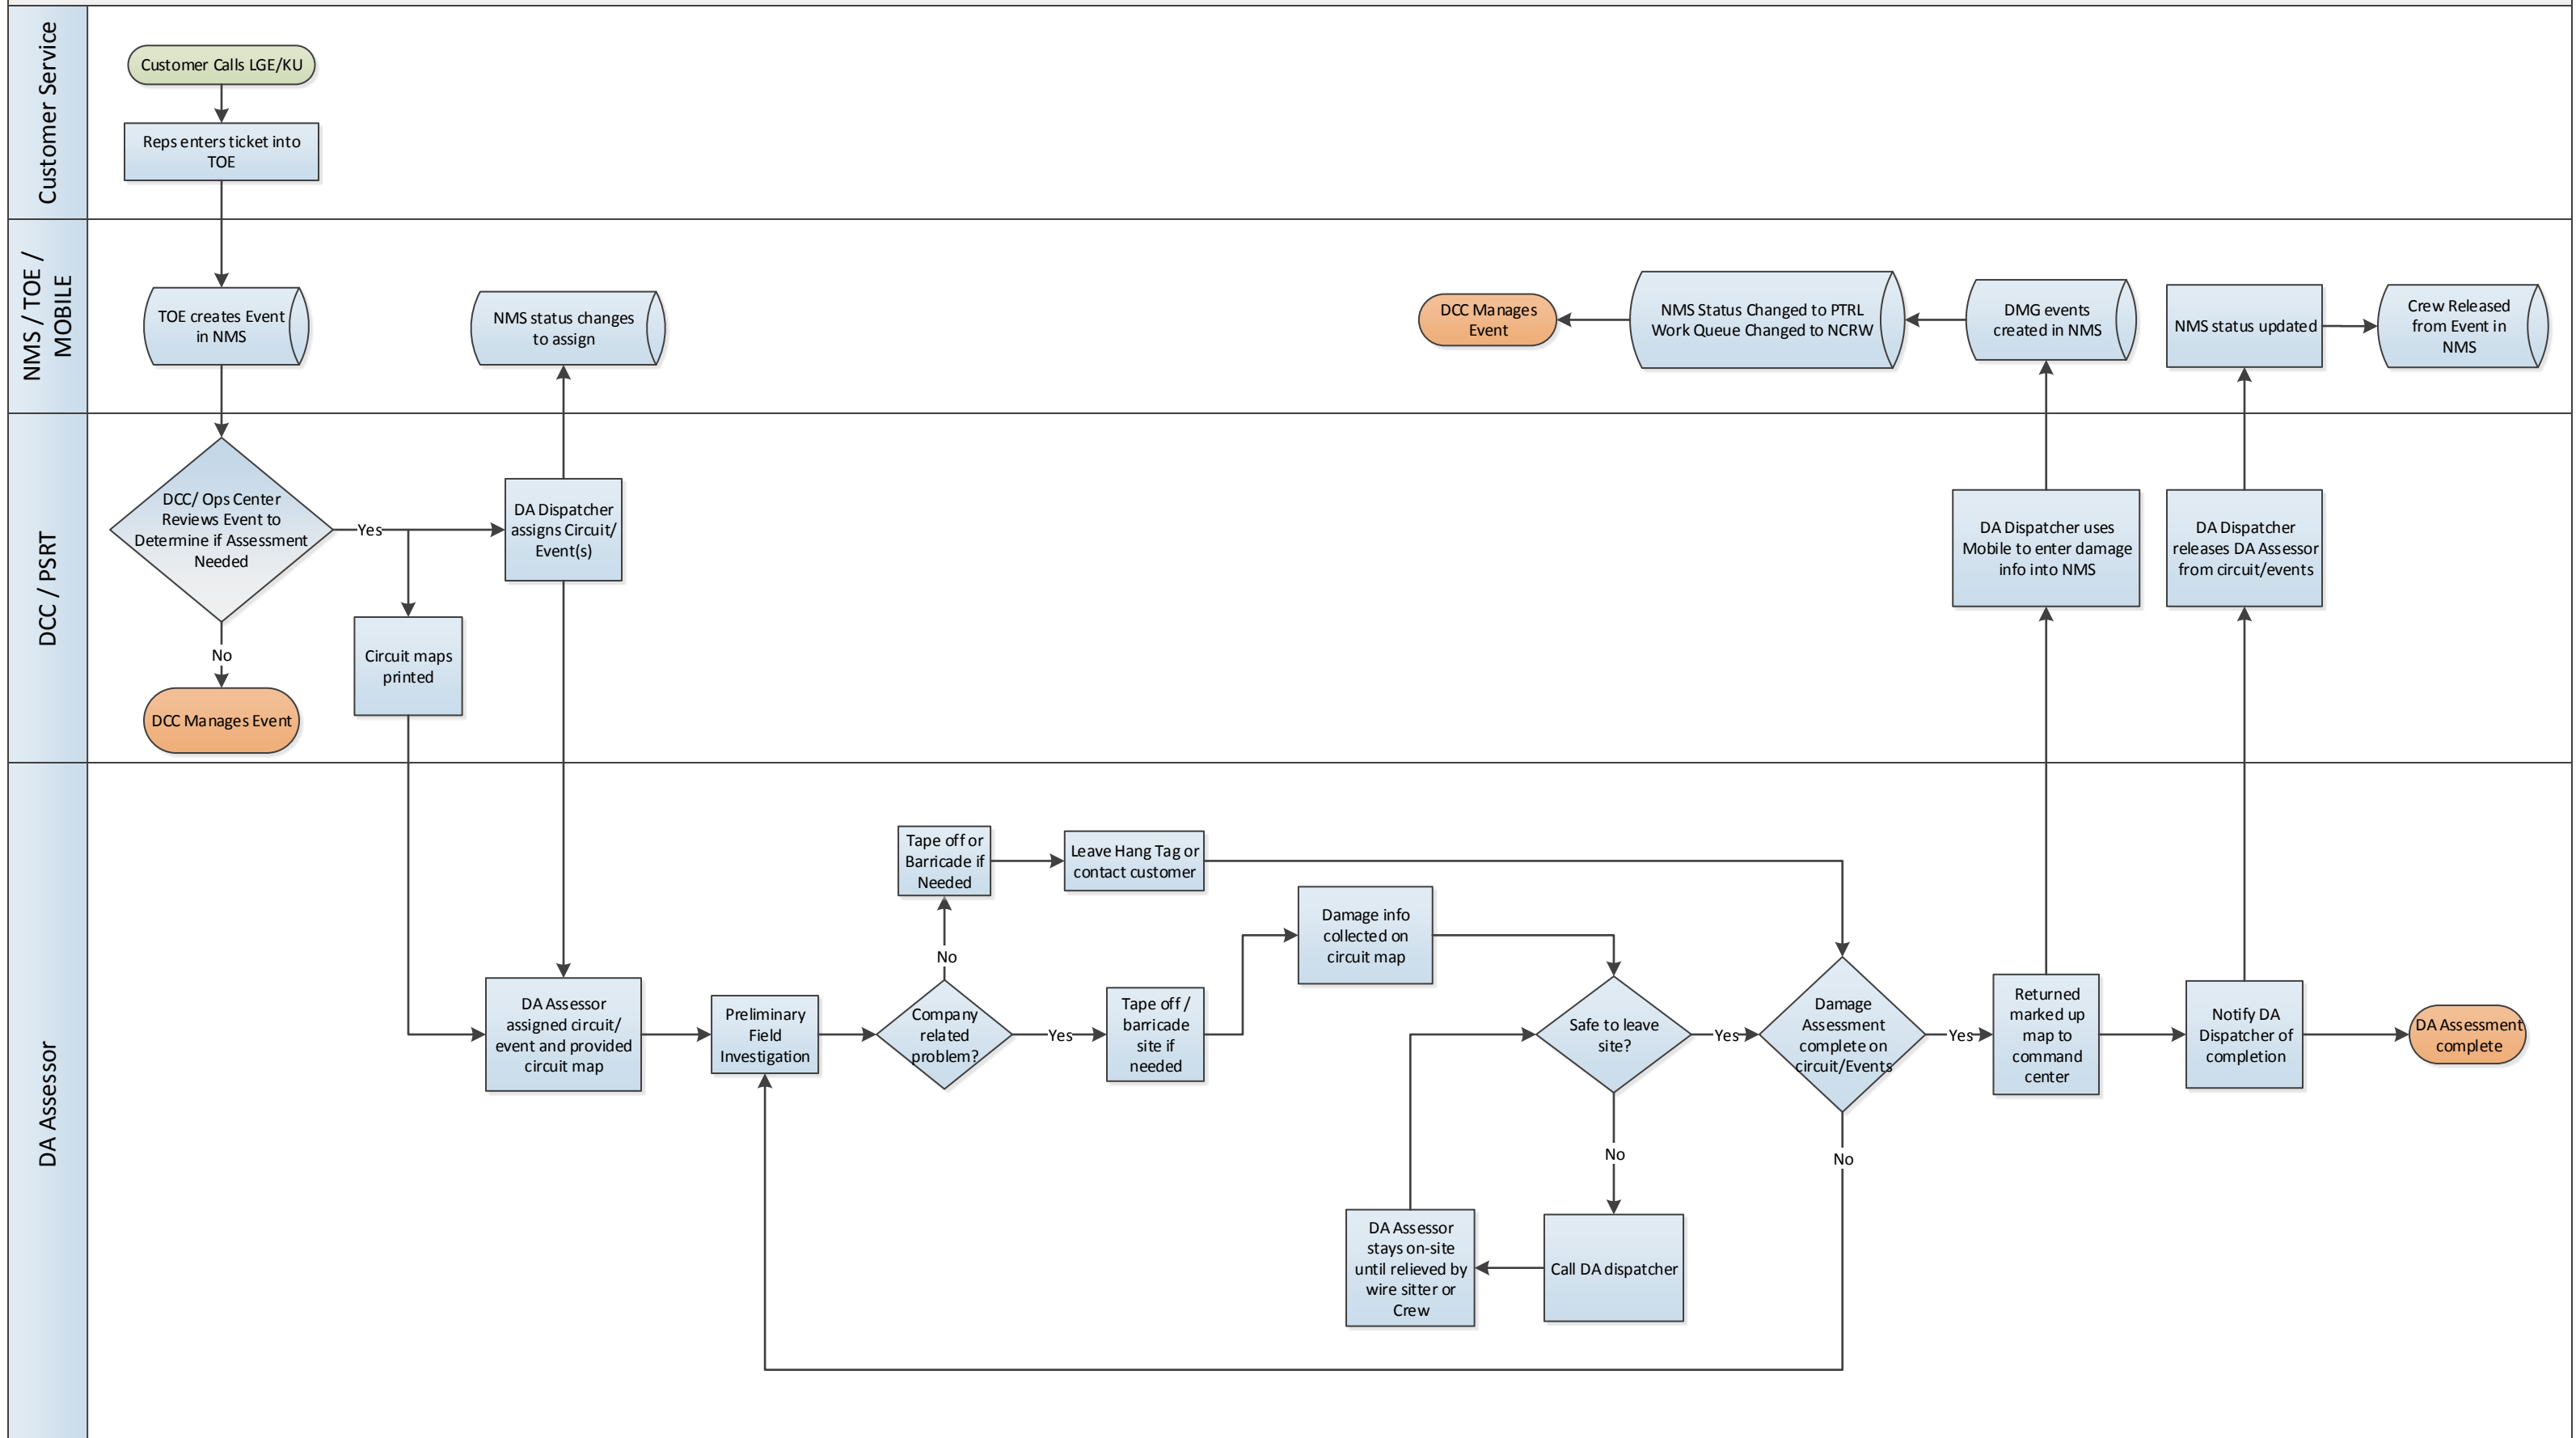 Customer Service
Customer Calls LGE/KU
Reps enters ticket into
TOE
NMS / TOE /
MOBILE
TOE creates Event
in NMS
NMS status changes
to assign
DCC Manages
Event
NMS Status Changed to PTRL
Work Queue Changed to NCRW
DMG events
created in NMS
NMS status updated
Crew Released
from Event in
NMS
DCC / PSRT
DCC/ Ops Center
Reviews Event to
Determine if Assessment
Needed
Yes
No
DCC Manages Event
Circuit maps
printed
DA Dispatcher
assigns Circuit/
Event(s)
DA Dispatcher uses
Mobile to enter damage
info into NMS
DA Dispatcher
releases DA Assessor
from circuit/events
DA Assessor
DA Assessor
assigned circuit/
event and provided
circuit map
Preliminary
Field
Investigation
Company
related
problem?
No
Tape off or
Barricade if
Needed
Leave Hang Tag or
contact customer
Yes
Tape off /
barricade
site if
needed
Damage info
collected on
circuit map
Safe to leave
site?
No
Call DA dispatcher
DA Assessor
stays on-site
until relieved by
wire sitter or
Crew
Yes
Damage
Assessment
complete on
circuit/Events
No
Yes
Returned
marked up
map to
command
center
Notify DA
Dispatcher of
completion
DA Assessment
complete